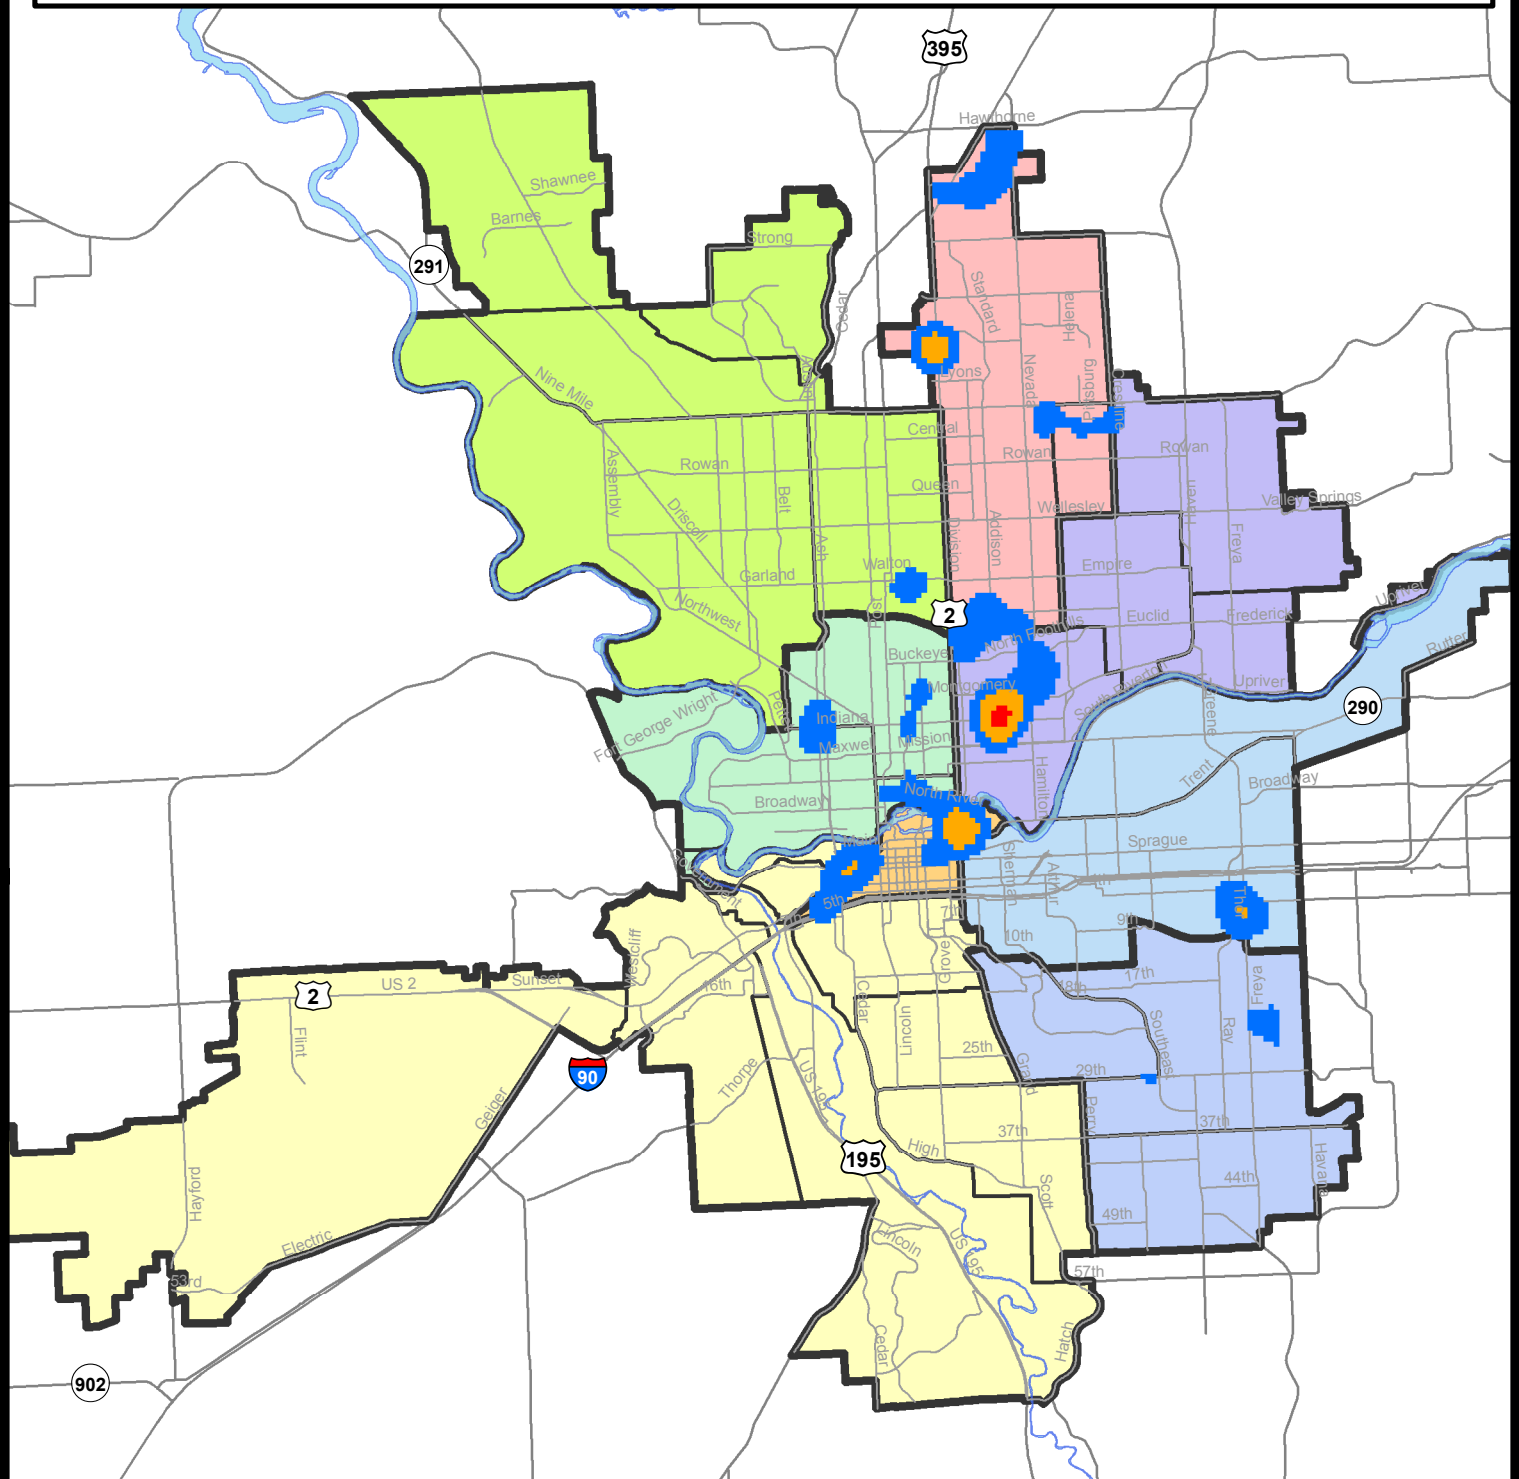 395
Hawthorne
Shawnee
Barnes
Strong
291
Cedar
Standard
Helena
Nine Mile
Lyons
Nevada
Pittsburg
Crestline
Central
Rowan
Rowan
Rowan
Assembly
Belt
Queen
Driscoll
Wellesley
Haven
Valley Springs
Addison
Division
Ash
Freya
Walton
Garland
Empire
Post
Northwest
2
Euclid
Frederick
Upriver
North Foothills
Buckeye
Rutter
Montgomery
South Riverton
Upriver
Fort George Wright
Indiana
Greene
290
Maxwell
Mission
Hamilton
Trent
Broadway
Broadway
North River
Main
Sprague
Sherman
Arthur
Thor
5th
7th
9th
10th
Westcliff
Grove
Sunset
US 2
2
16th
17th
18th
Freya
Cedar
Lincoln
Flint
Southeast
Ray
25th
Grand
29th
90
Thorpe
US 195
Geiger
Perry
37th
37th
High
195
Hayford
Scott
44th
Havana
49th
Electric
Lincoln
US 195
57th
53rd
Cedar
Hatch
902